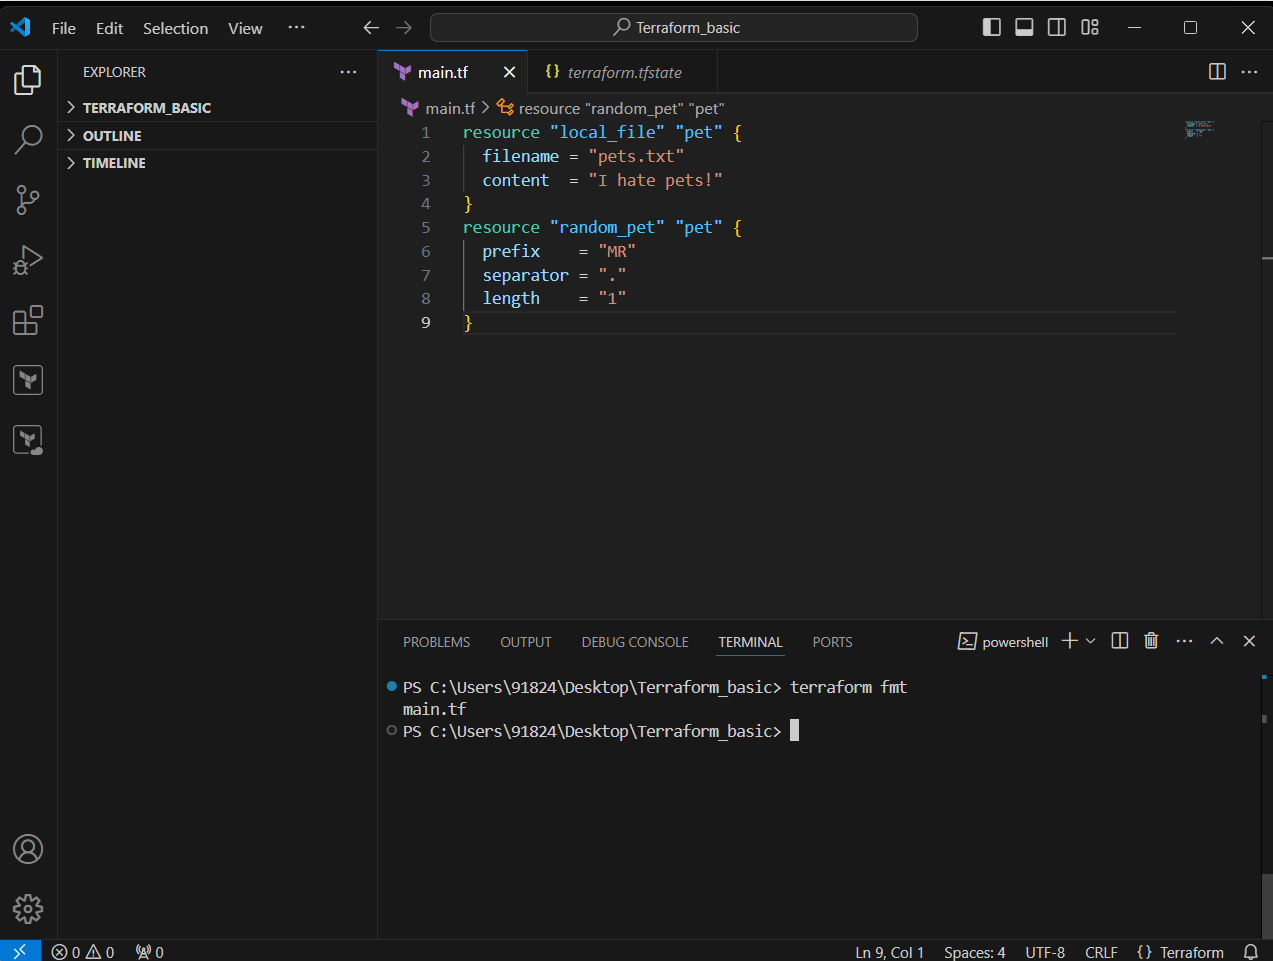 File Edit Selection View ··· Terraform_basic
EXPLORER ···
TERRAFORM_BASIC
OUTLINE
TIMELINE
main.tf {} terraform.tfstate ···
main.tf > resource "random_pet" "pet"
1 resource "local_file" "pet" {
2 filename = "pets.txt"
3 content  = "I hate pets!"
4 }
5 resource "random_pet" "pet" {
6 prefix    = "MR"
7 separator = "."
8 length    = "1"
9 }
PROBLEMS OUTPUT DEBUG CONSOLE TERMINAL PORTS powershell ···
PS C:\Users\91824\Desktop\Terraform_basic> terraform fmt
main.tf
PS C:\Users\91824\Desktop\Terraform_basic>
0 0 0 Ln 9, Col 1 Spaces: 4 UTF-8 CRLF {} Terraform